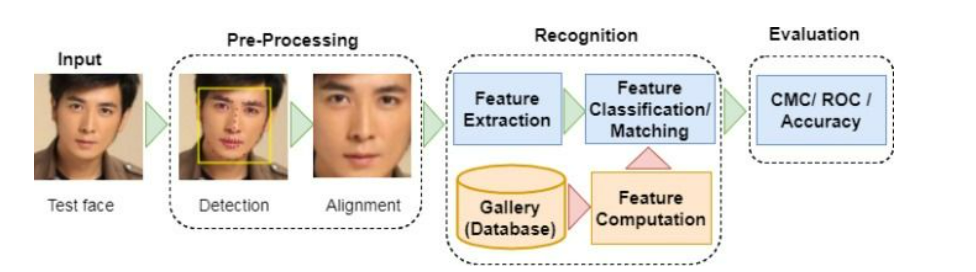 Input
Pre-Processing
Recognition
Evaluation
Test face
Detection
Alignment
Feature
Extraction
Feature
Classification/
Matching
Gallery
(Database)
Feature
Computation
CMC/ ROC /
Accuracy